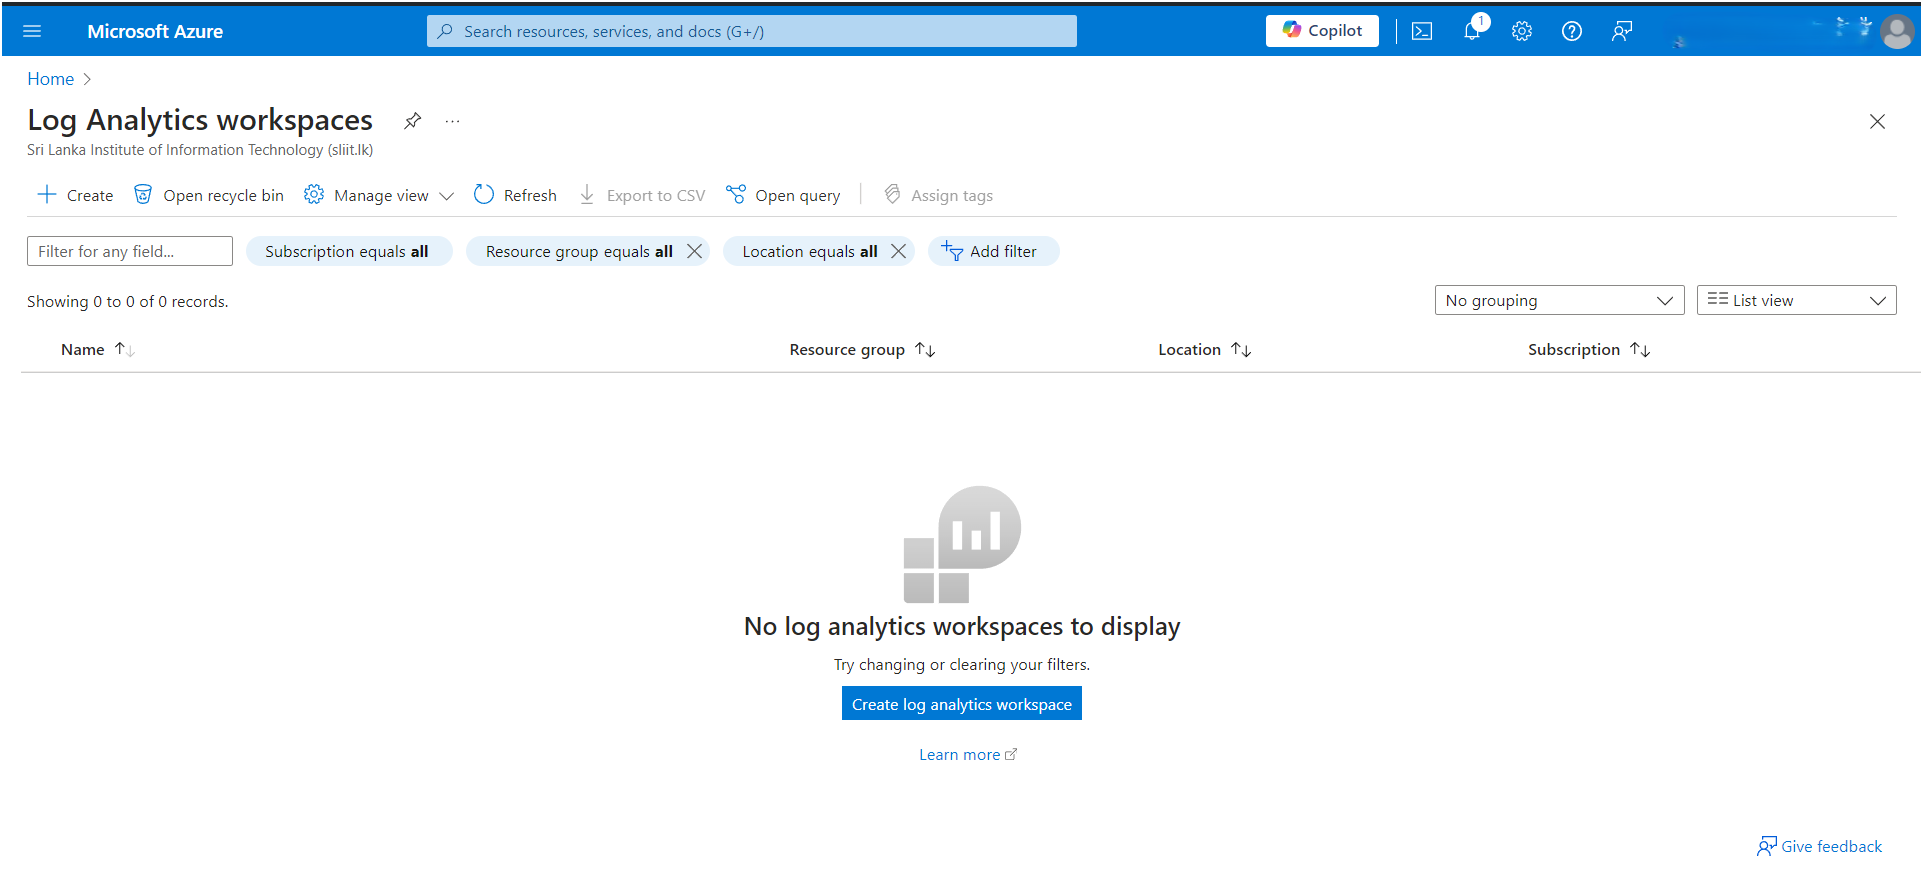 Microsoft Azure
Search resources, services, and docs (G+/)
Copilot
1
Home
Log Analytics workspaces
...
Sri Lanka Institute of Information Technology (sliit.lk)
Create Open recycle bin Manage view Refresh Export to CSV Open query Assign tags
Filter for any field... Subscription equals all Resource group equals all Location equals all Add filter
Showing 0 to 0 of 0 records.
No grouping
List view
Name Resource group Location Subscription
No log analytics workspaces to display
Try changing or clearing your filters.
Create log analytics workspace
Learn more
Give feedback